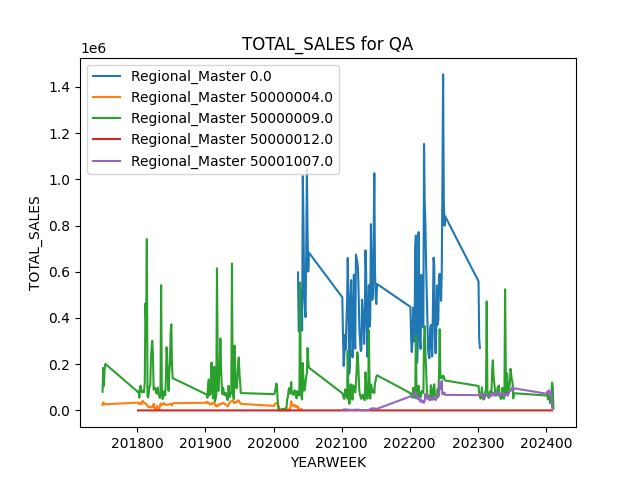 TOTAL_SALES for QA
1e6
Regional_Master 0.0
Regional_Master 50000004.0
Regional_Master 50000009.0
Regional_Master 50000012.0
Regional_Master 50001007.0
1.4
1.2
1.0
0.8
0.6
0.4
0.2
0.0
TOTAL_SALES
201800 201900 202000 202100 202200 202300 202400
YEARWEEK